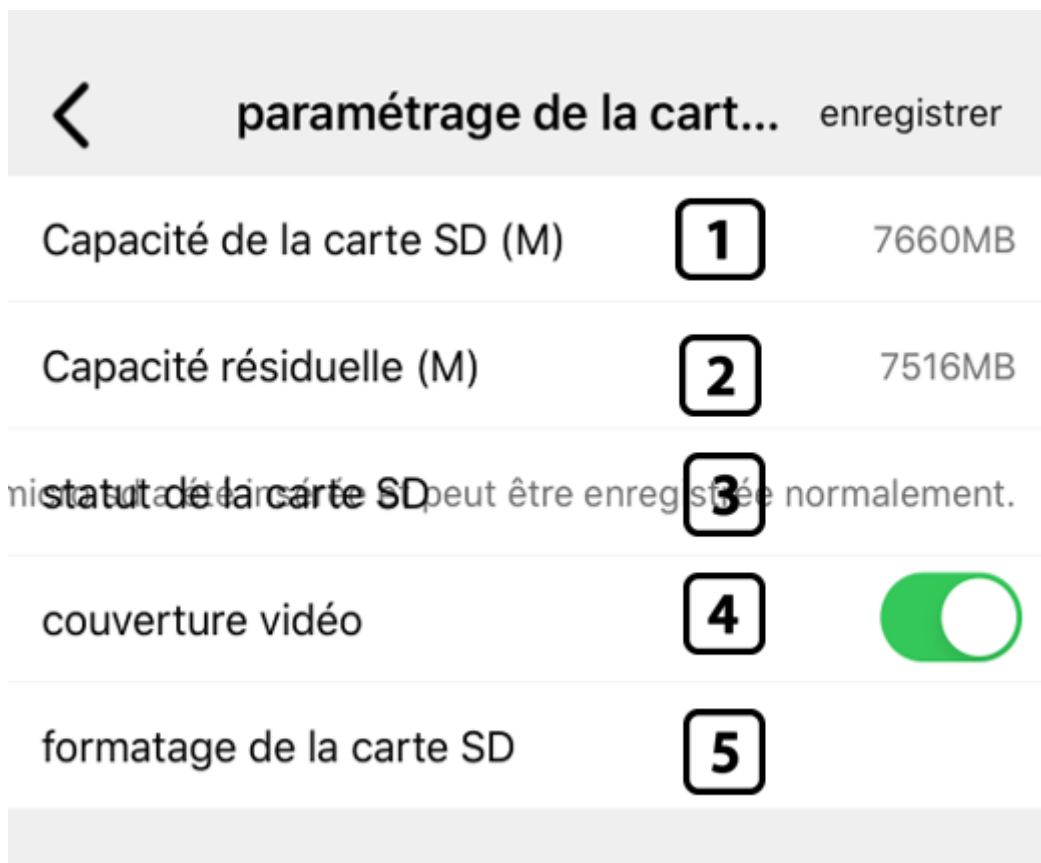 paramétrage de la cart... enregistrer
Capacité de la carte SD (M) 1 7660MB
Capacité résiduelle (M) 2 7516MB
statut de la carte SD peut être enregistrée normalement. 3
couverture vidéo 4
formatage de la carte SD 5